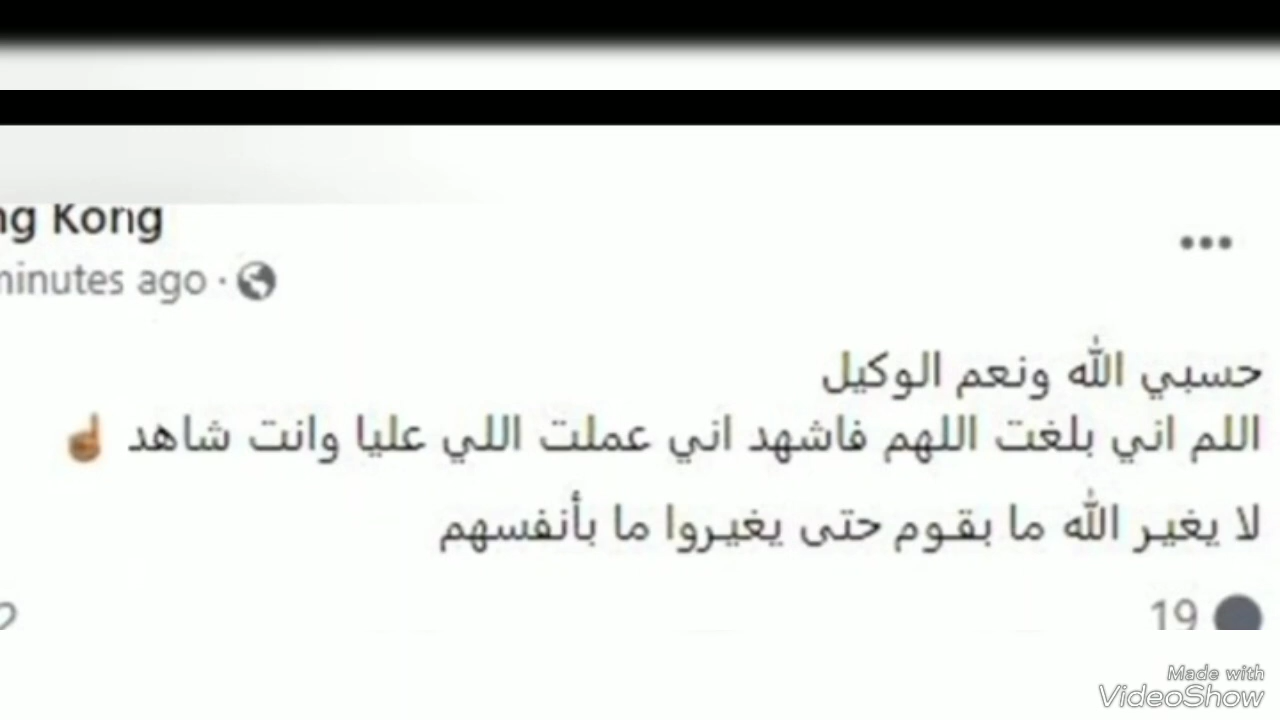 ng Kong
minutes ago ·
حسبي الله ونعم الوكيل
اللم اني بلغت اللهم فاشهد اني عملت اللي عليا وانت شاهد ☝🏾
لا يغير الله ما بقوم حتى يغيروا ما بأنفسهم
19
Made with
VideoShow